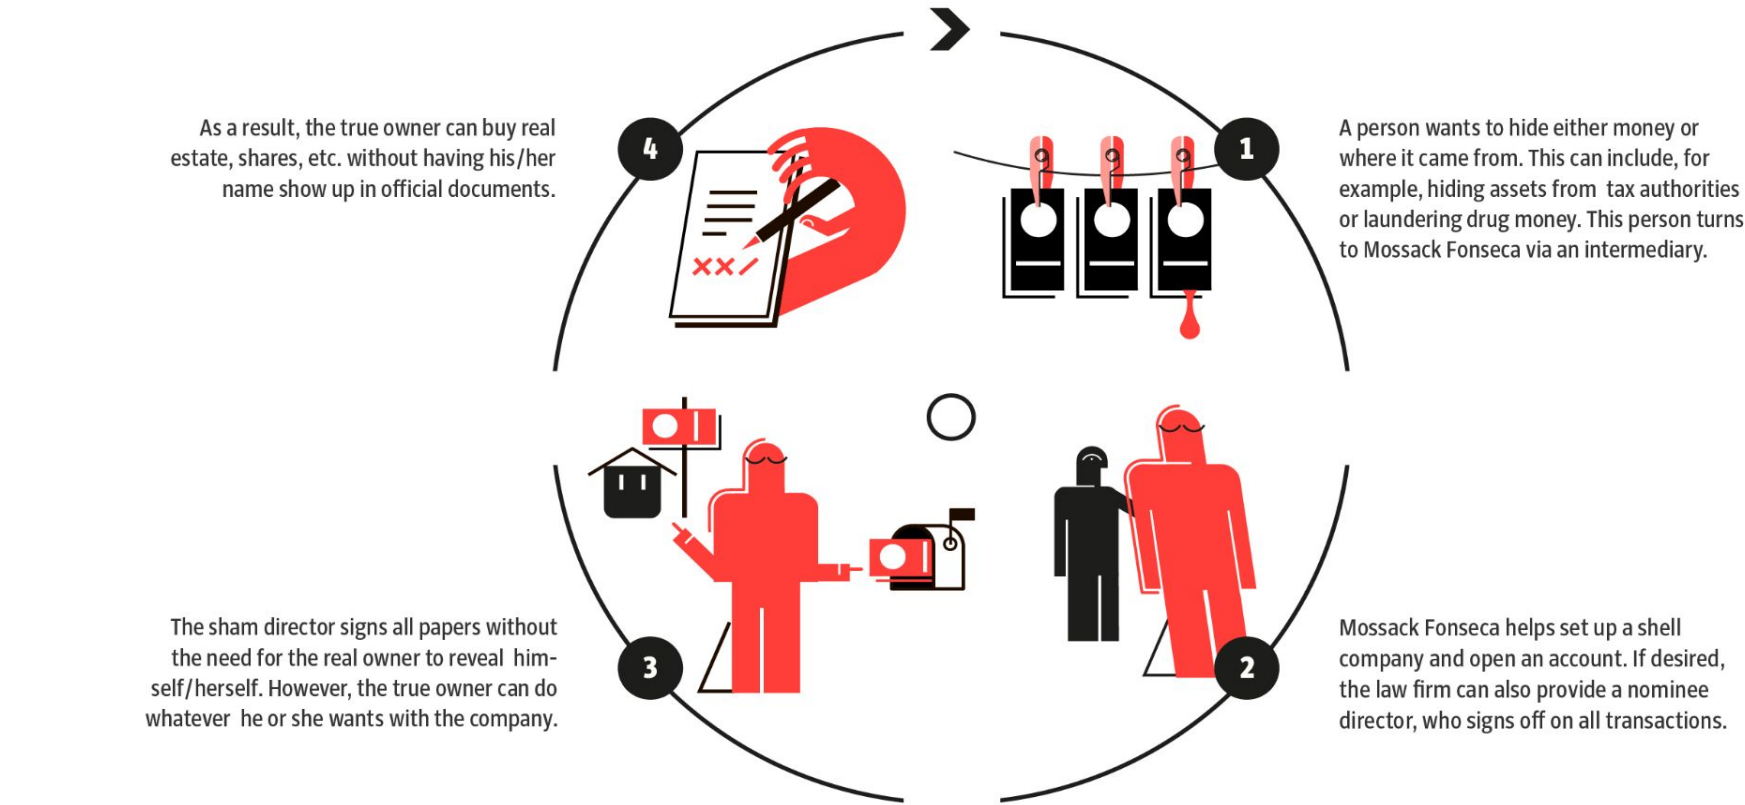 1
A person wants to hide either money or
where it came from. This can include, for
example, hiding assets from tax authorities
or laundering drug money. This person turns
to Mossack Fonseca via an intermediary.
2
Mossack Fonseca helps set up a shell
company and open an account. If desired,
the law firm can also provide a nominee
director, who signs off on all transactions.
3
The sham director signs all papers without
the need for the real owner to reveal him-
self/herself. However, the true owner can do
whatever he or she wants with the company.
4
As a result, the true owner can buy real
estate, shares, etc. without having his/her
name show up in official documents.